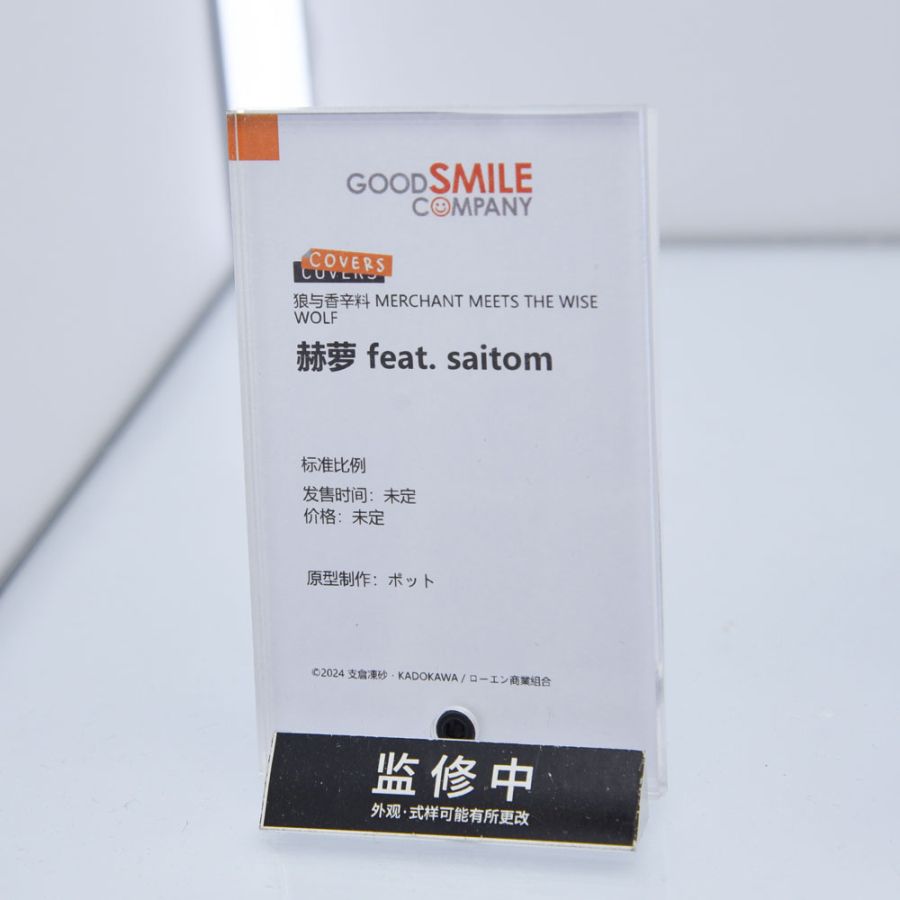 GOOD SMILE
COMPANY
COVERS
COVERS
狼与香辛料 MERCHANT MEETS THE WISE
WOLF
赫萝 feat. saitom
标准比例
发售时间：未定
价格：未定
原型制作：ボット
©2024 支倉凍砂・KADOKAWA / ローエン商業組合
监修中
外观·式样可能有所更改